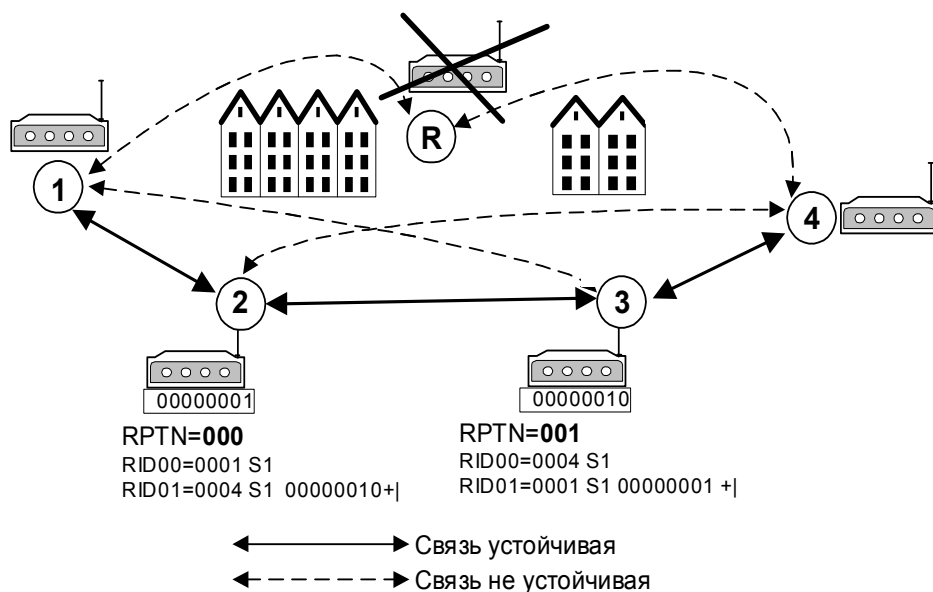 R
1
4
2
3
00000001
00000010
RPTN=000
RID00=0001 S1
RID01=0004 S1 00000010+|
RPTN=001
RID00=0004 S1
RID01=0001 S1 00000001 +|
Связь устойчивая
Связь не устойчивая